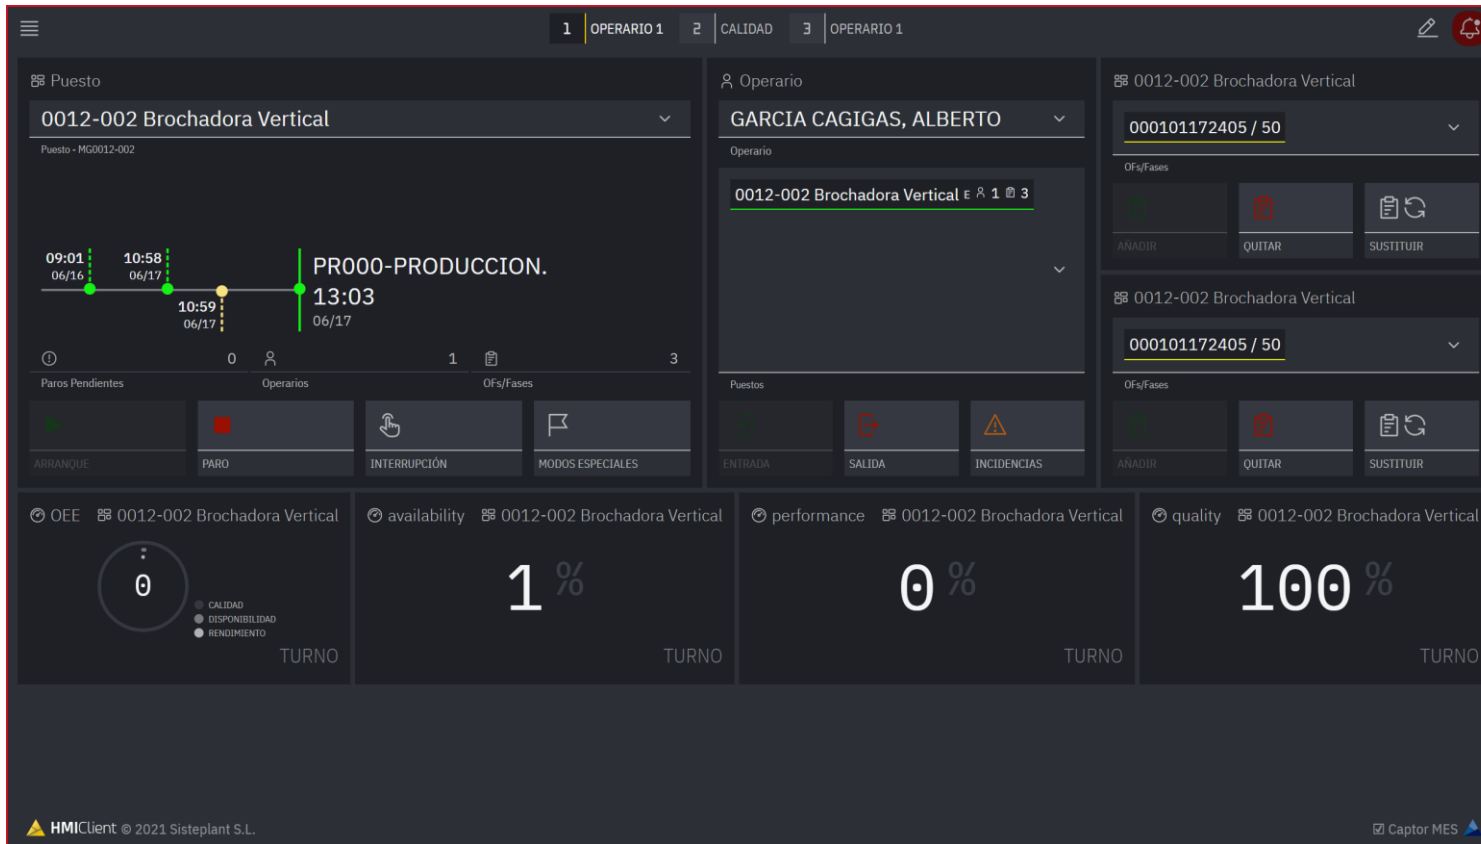 1 OPERARIO 1 2 CALIDAD 3 OPERARIO 1
Puesto
0012-002 Brochadora Vertical
Puesto - MG0012-002
09:01
06/16
10:58
06/17
10:59
06/17
PR000-PRODUCCION.
13:03
06/17
0 1 3
Paros Pendientes Operarios OFs/Fases
ARRANQUE PARO INTERRUPCIÓN MODOS ESPECIALES
Operario
GARCIA CAGIGAS, ALBERTO
Operario
0012-002 Brochadora Vertical E 1 3
Puestos
ENTRADA SALIDA INCIDENCIAS
0012-002 Brochadora Vertical
000101172405 / 50
OFs/Fases
AÑADIR QUITAR SUSTITUIR
0012-002 Brochadora Vertical
000101172405 / 50
OFs/Fases
AÑADIR QUITAR SUSTITUIR
OEE 0012-002 Brochadora Vertical
0
CALIDAD
DISPONIBILIDAD
RENDIMIENTO
TURNO
availability 0012-002 Brochadora Vertical
1 %
TURNO
performance 0012-002 Brochadora Vertical
0 %
TURNO
quality 0012-002 Brochadora Vertical
100 %
TURNO
HMIClient © 2021 Sisteplant S.L.
Captor MES